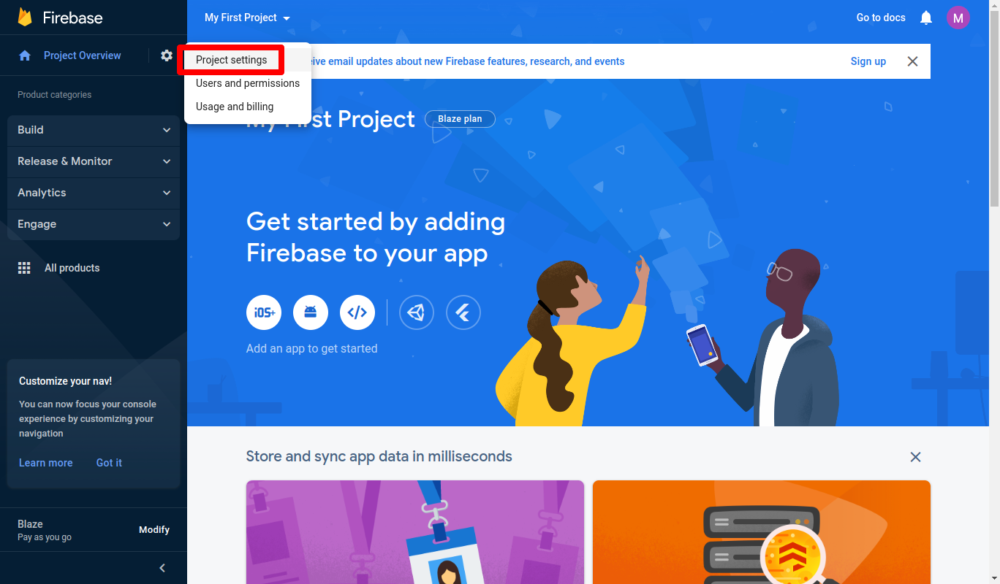 Firebase
My First Project
Go to docs
M
Project Overview
Project settings
eive email updates about new Firebase features, research, and events
Sign up
Users and permissions
Usage and billing
Product categories
My First Project
Blaze plan
Build
Release & Monitor
Analytics
Engage
Get started by adding
Firebase to your app
All products
iOS+
Add an app to get started
Customize your nav!
You can now focus your console
experience by customizing your
navigation
Learn more
Got it
Store and sync app data in milliseconds
Blaze
Pay as you go
Modify